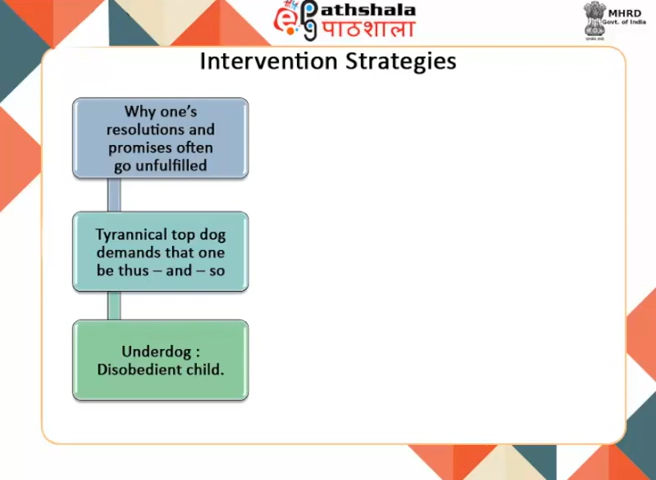 Pathshala
पाठशाला
MHRD
Govt. of India
Intervention Strategies
Why one's
resolutions and
promises often
go unfulfilled
Tyrannical top dog
demands that one
be thus – and – so
Underdog :
Disobedient child.